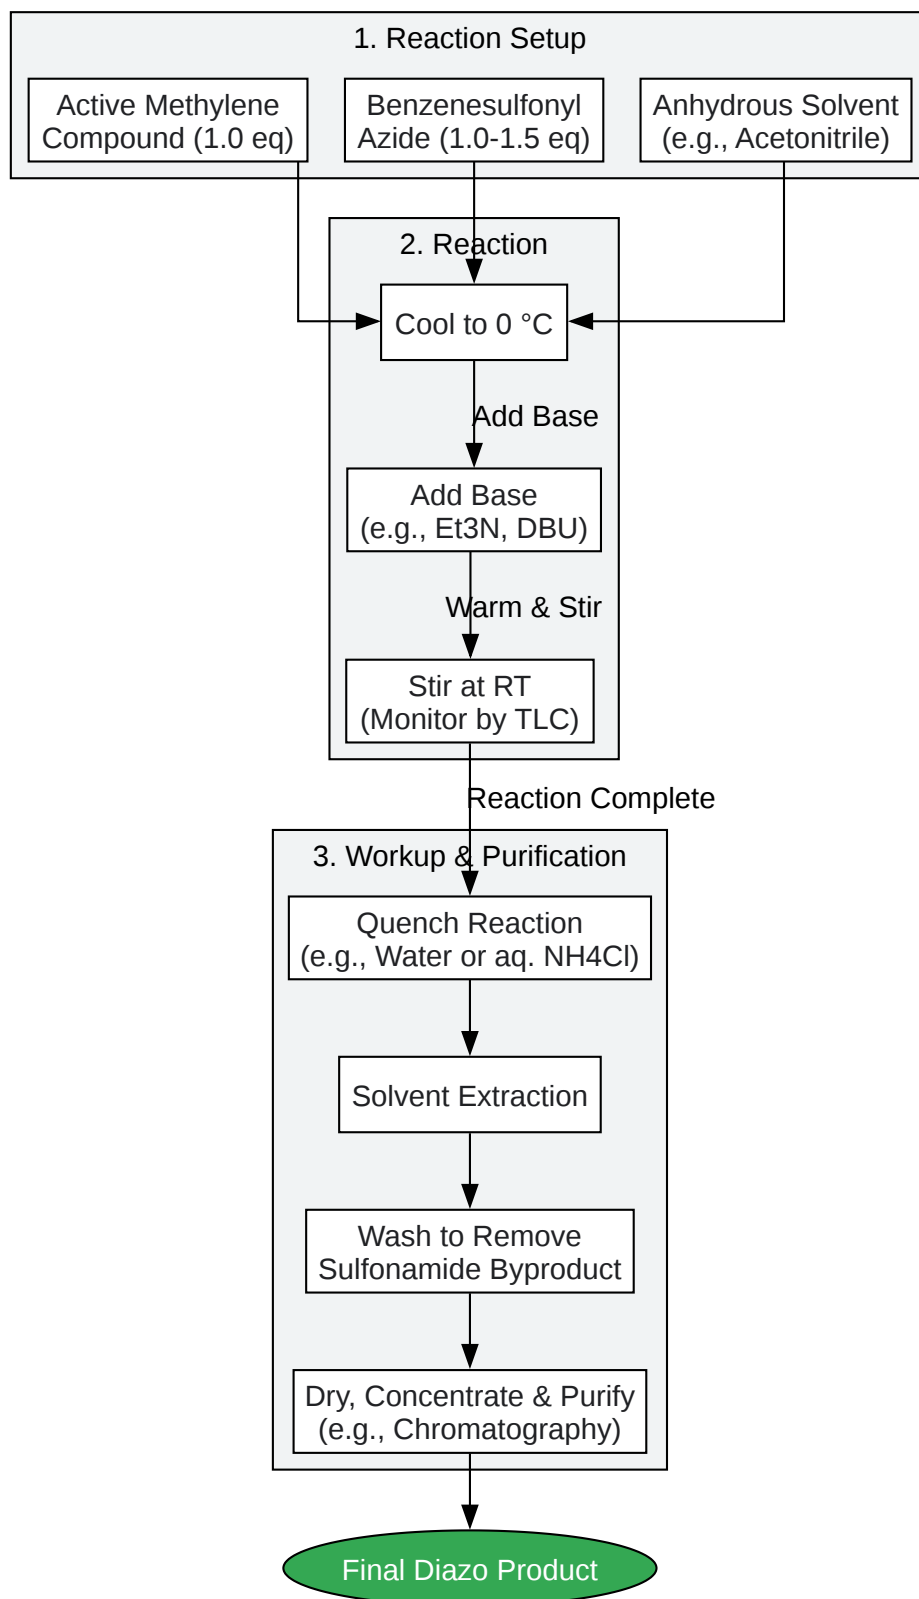 1. Reaction Setup
Active Methylene
Compound (1.0 eq)
Benzenesulfonyl
Azide (1.0-1.5 eq)
Anhydrous Solvent
(e.g., Acetonitrile)
2. Reaction
Cool to 0 °C
Add Base
Add Base
(e.g., Et3N, DBU)
Warm & Stir
Stir at RT
(Monitor by TLC)
Reaction Complete
3. Workup & Purification
Quench Reaction
(e.g., Water or aq. NH4Cl)
Solvent Extraction
Wash to Remove
Sulfonamide Byproduct
Dry, Concentrate & Purify
(e.g., Chromatography)
Final Diazo Product